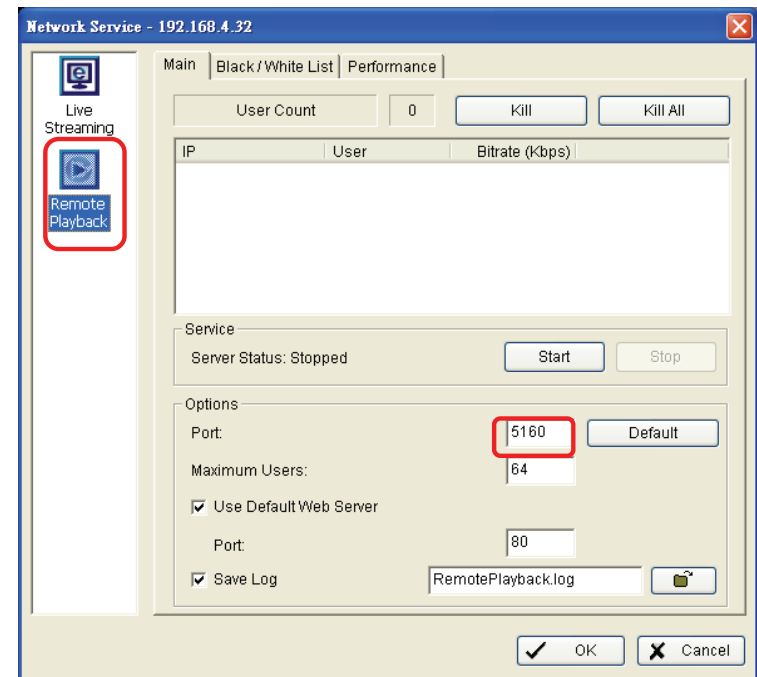 Network Service - 192.168.4.32
Live
Streaming
Remote
Playback
Main Black / White List Performance
User Count 0 Kill Kill All
IP User Bitrate (Kbps)
Service
Server Status: Stopped Start Stop
Options
Port: 5160 Default
Maximum Users: 64
Use Default Web Server
Port: 80
Save Log RemotePlayback.log
OK Cancel